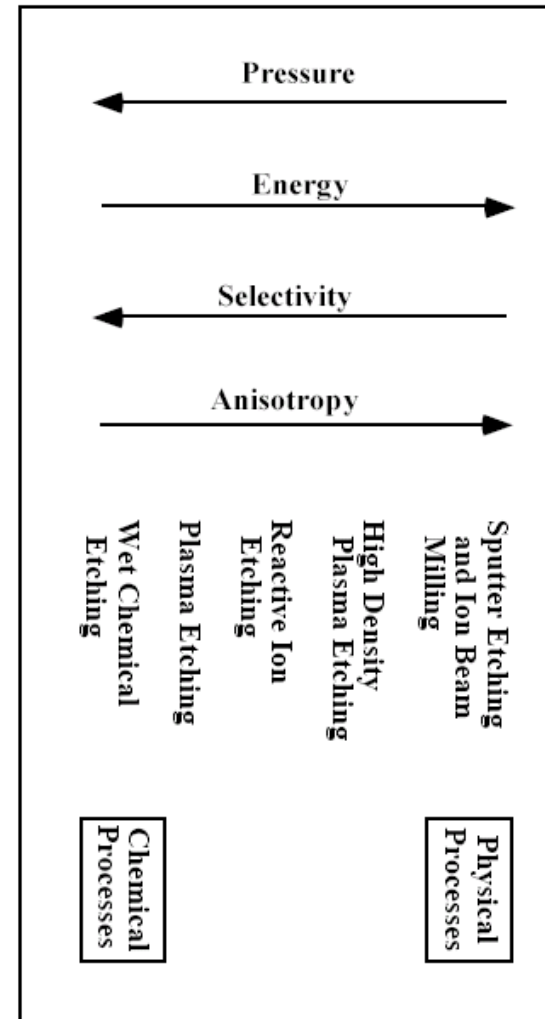 Pressure
Energy
Selectivity
Anisotropy
Wet Chemical
Etching
Plasma Etching
Reactive Ion
Etching
High Density
Plasma Etching
Sputter Etching
and Ion Beam
Milling
Chemical
Processes
Physical
Processes